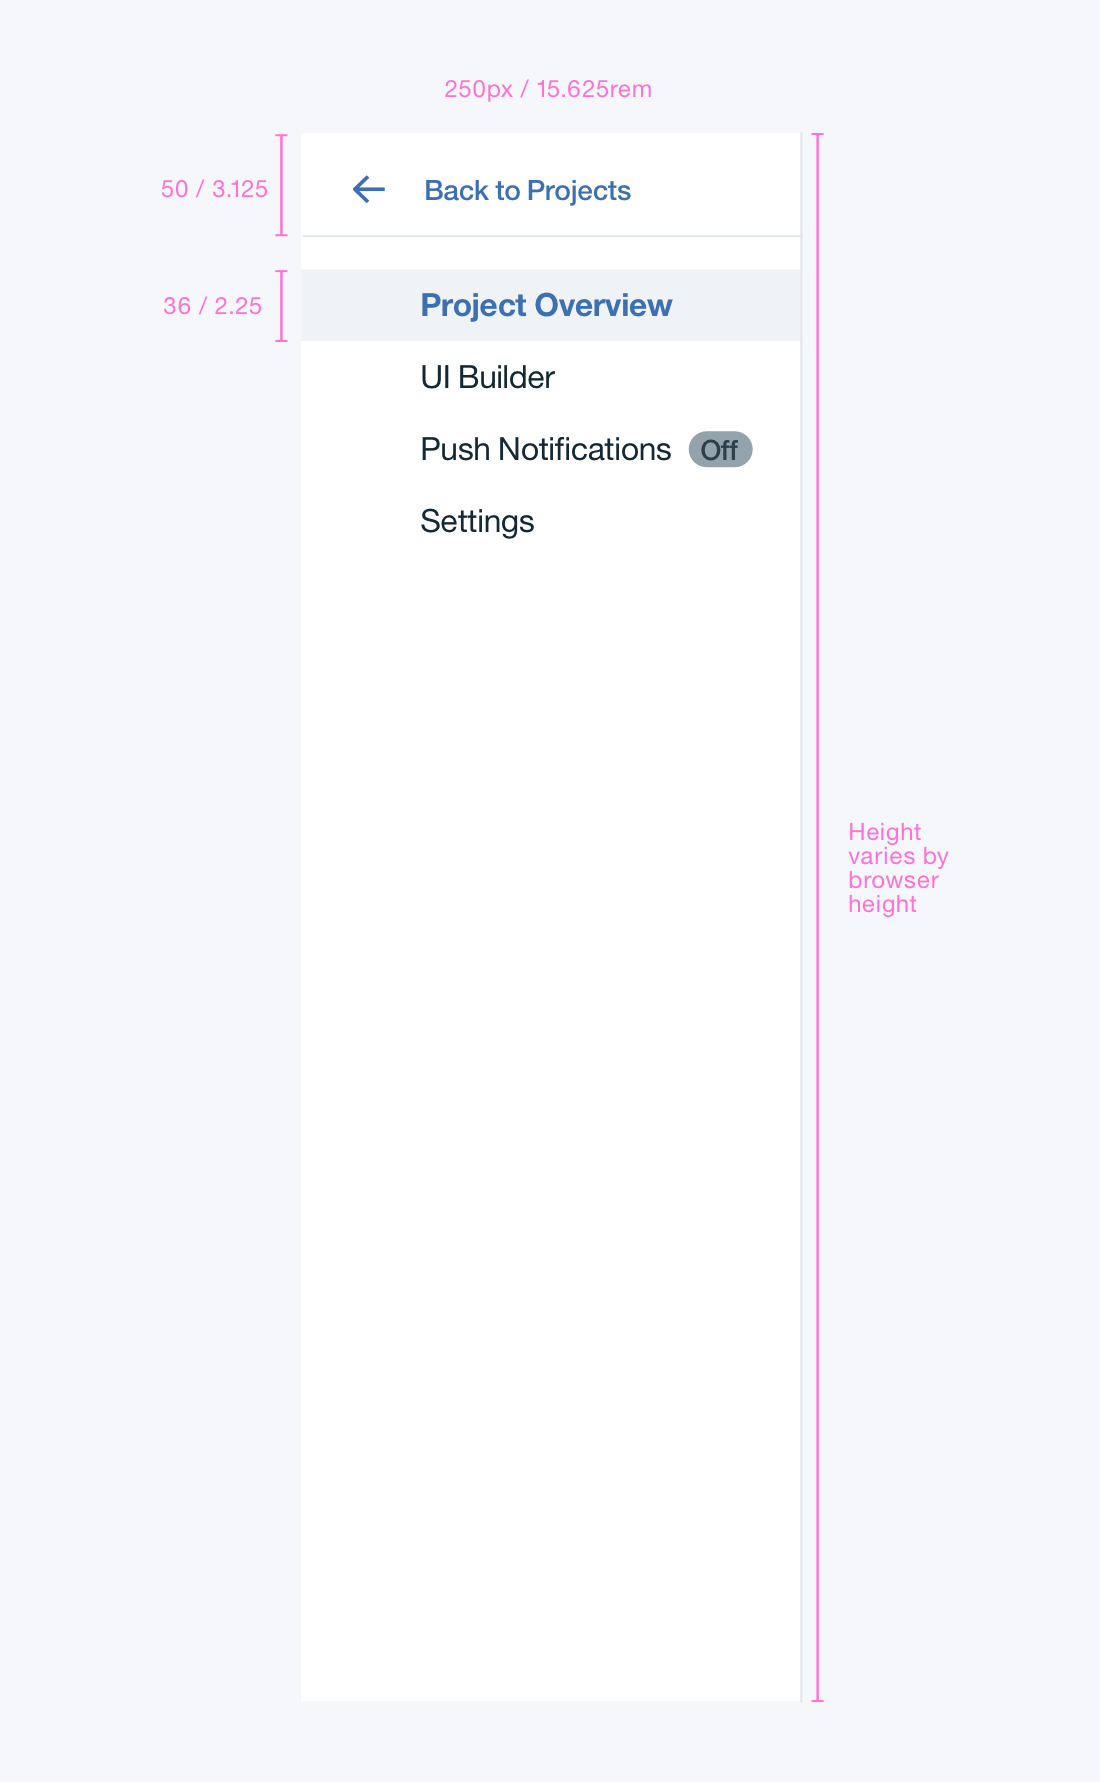 250px / 15.625rem
50 / 3.125
Back to Projects
36 / 2.25
Project Overview
UI Builder
Push Notifications Off
Settings
Height
varies by
browser
height